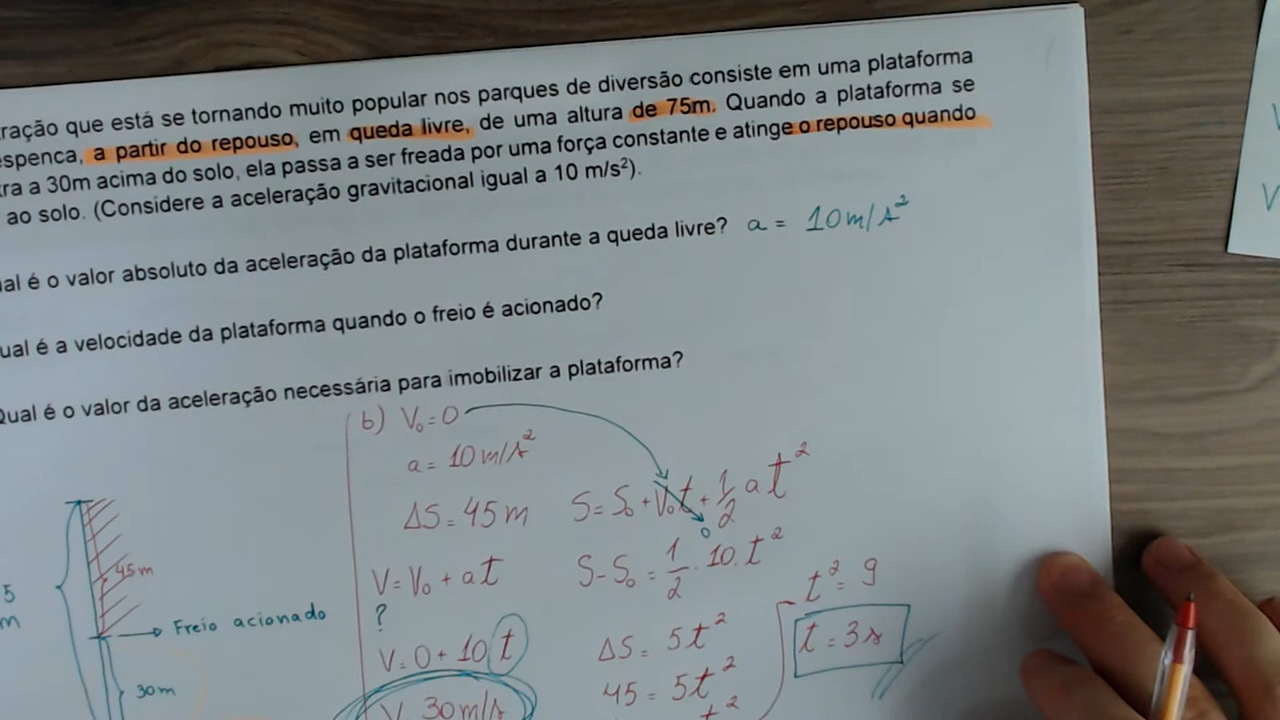 ração que está se tornando muito popular nos parques de diversão consiste em uma plataforma
espenca, a partir do repouso, em queda livre, de uma altura de 75m. Quando a plataforma se
tra a 30m acima do solo, ela passa a ser freada por uma força constante e atinge o repouso quando
ao solo. (Considere a aceleração gravitacional igual a 10 m/s²).
ual é o valor absoluto da aceleração da plataforma durante a queda livre? a = 10m/s²
ual é a velocidade da plataforma quando o freio é acionado?
Qual é o valor da aceleração necessária para imobilizar a plataforma?
b) V₀=0
a = 10m/s²
ΔS = 45m
V = V₀ + at
?
V = 0 + 10t
V 30m/s
S = S₀ + V₀t + 1/2 at²
0
S - S₀ = 1/2 . 10. t²
ΔS = 5t²
45 = 5t²
t²
t² = 9
t = 3s
45m
5
m
Freio acionado
30m
V
V